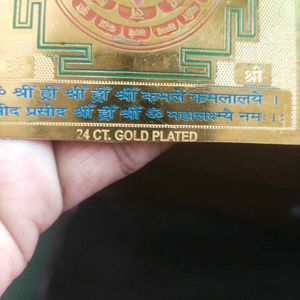 श्री
ॐ श्रीं ह्रीं श्रीं ह्रीं श्रीं कमले कमलालये ।
सीद प्रसीद श्रीं ह्रीं श्रीं ॐ महालक्ष्म्यै नमः ॥
24 CT. GOLD PLATED